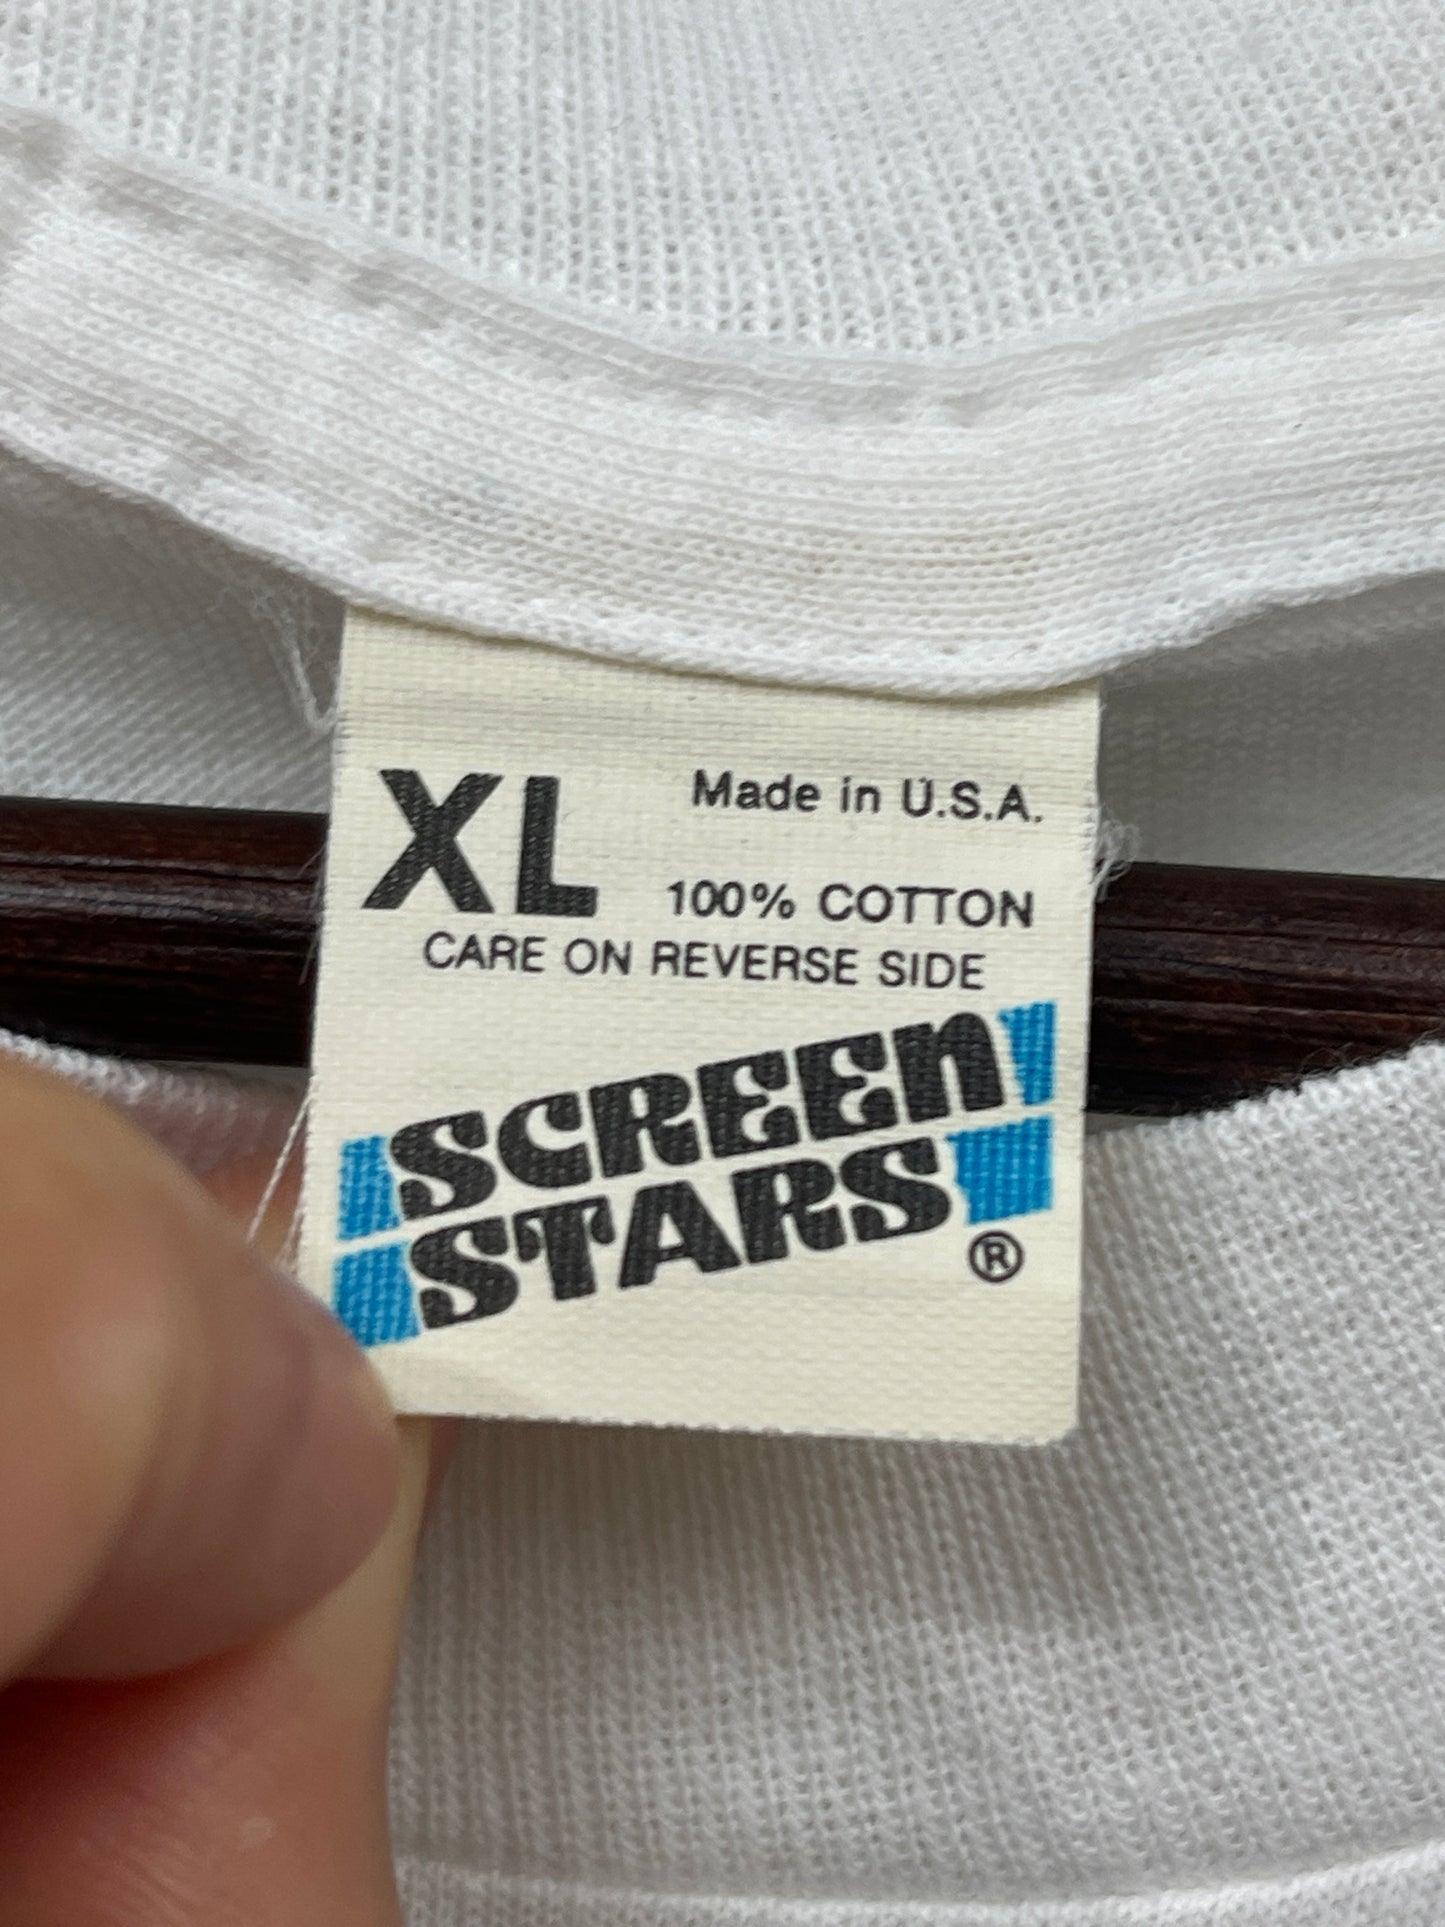 XL Made in U.S.A.
100% COTTON
CARE ON REVERSE SIDE
SCREEN
STARS
®